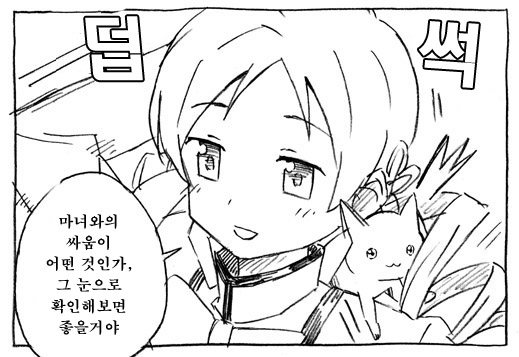 덥
썩
마녀와의
싸움이
어떤 것인가,
그 눈으로
확인해보면
좋을거야